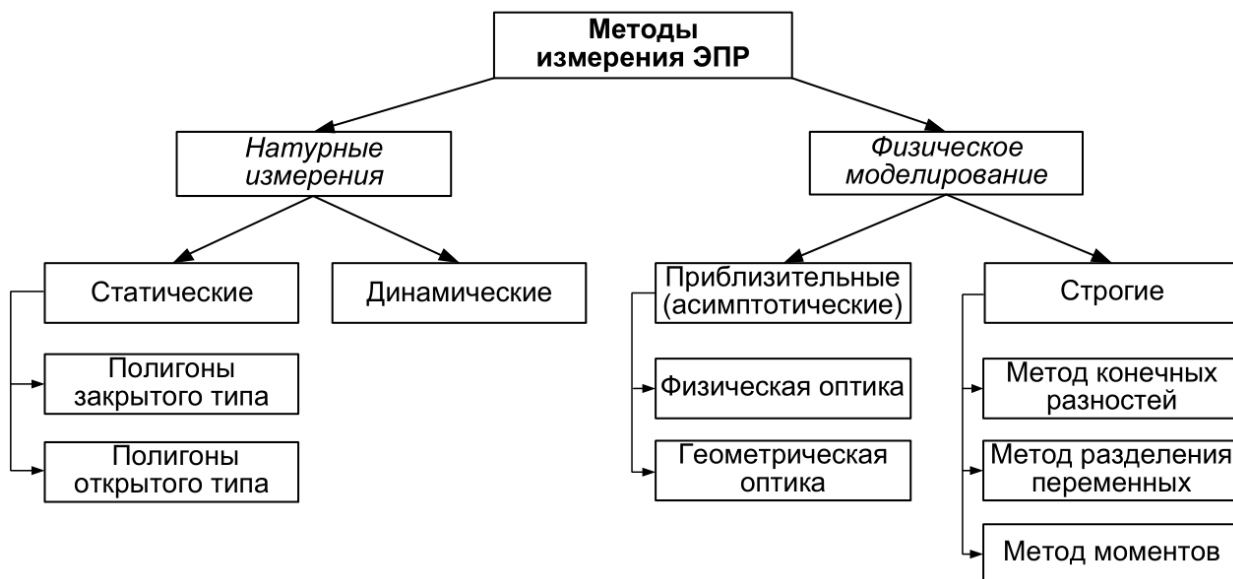 Методы
измерения ЭПР
Натурные
измерения
Физическое
моделирование
Статические
Динамические
Приблизительные
(асимптотические)
Строгие
Полигоны
закрытого типа
Физическая оптика
Метод конечных
разностей
Полигоны
открытого типа
Геометрическая
оптика
Метод разделения
переменных
Метод моментов